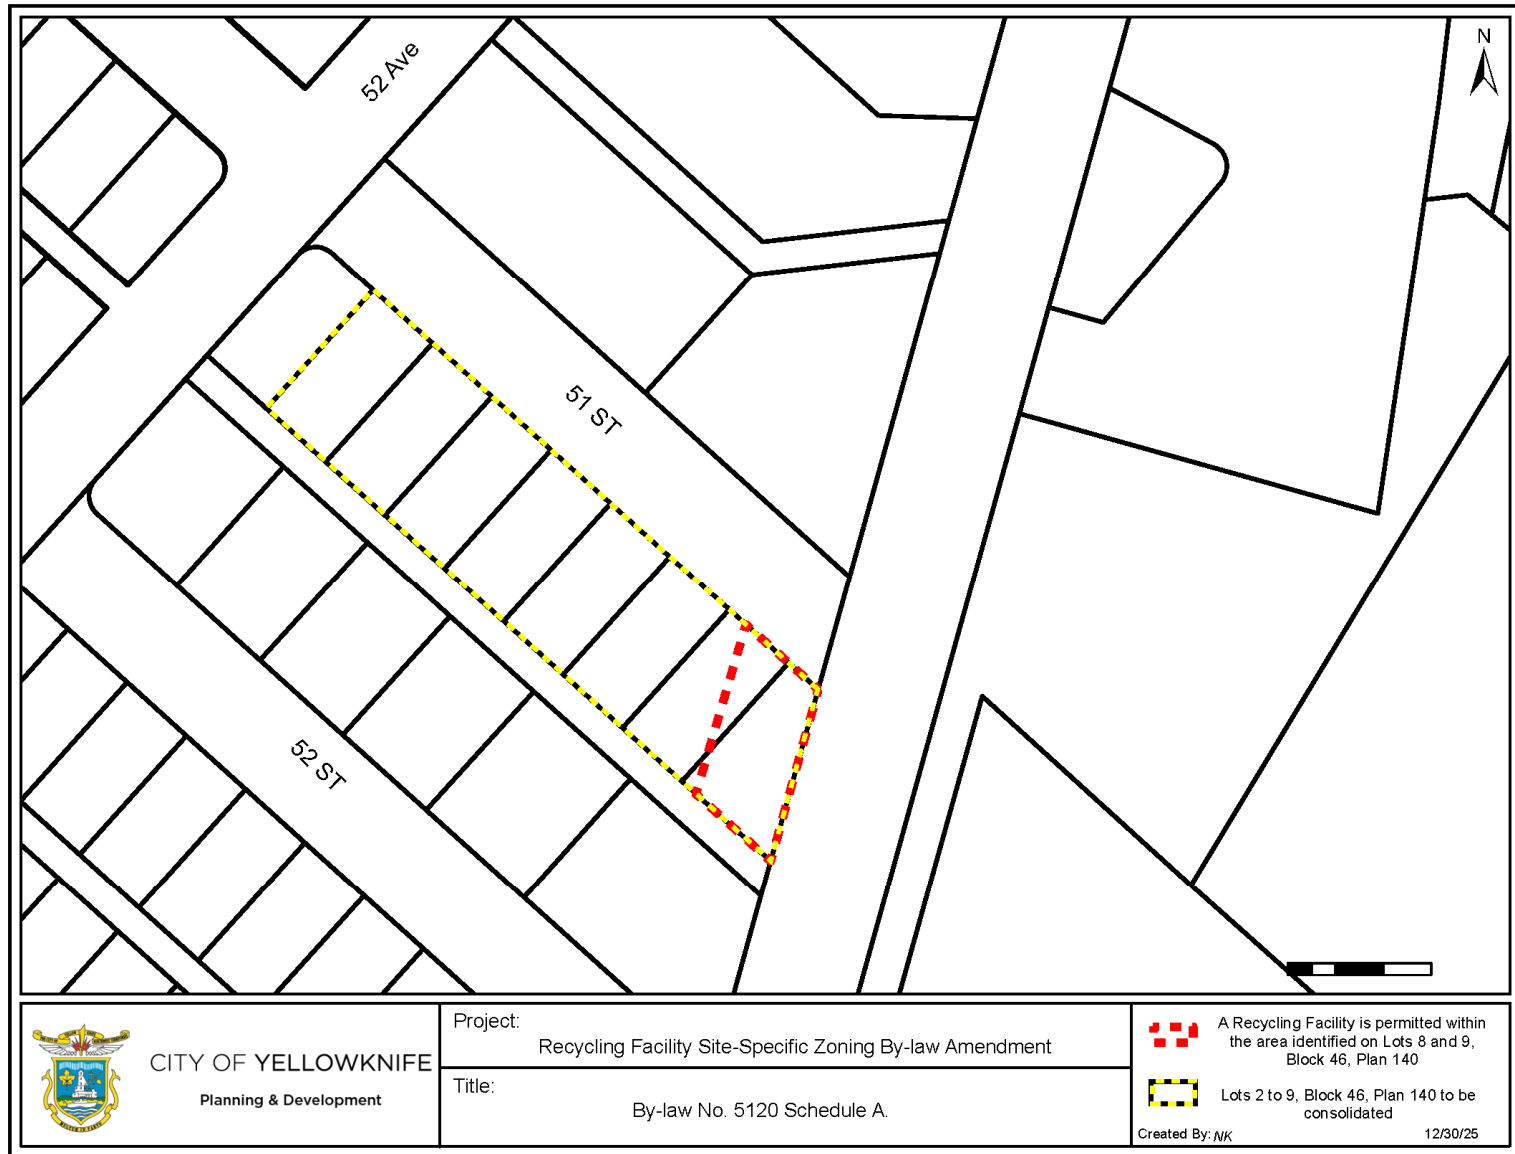 N
52 Ave
51 ST
52 ST
CITY OF YELLOWKNIFE
Planning & Development
Project:
Recycling Facility Site-Specific Zoning By-law Amendment
Title:
By-law No. 5120 Schedule A.
A Recycling Facility is permitted within
the area identified on Lots 8 and 9,
Block 46, Plan 140
Lots 2 to 9, Block 46, Plan 140 to be
consolidated
Created By: NK
12/30/25